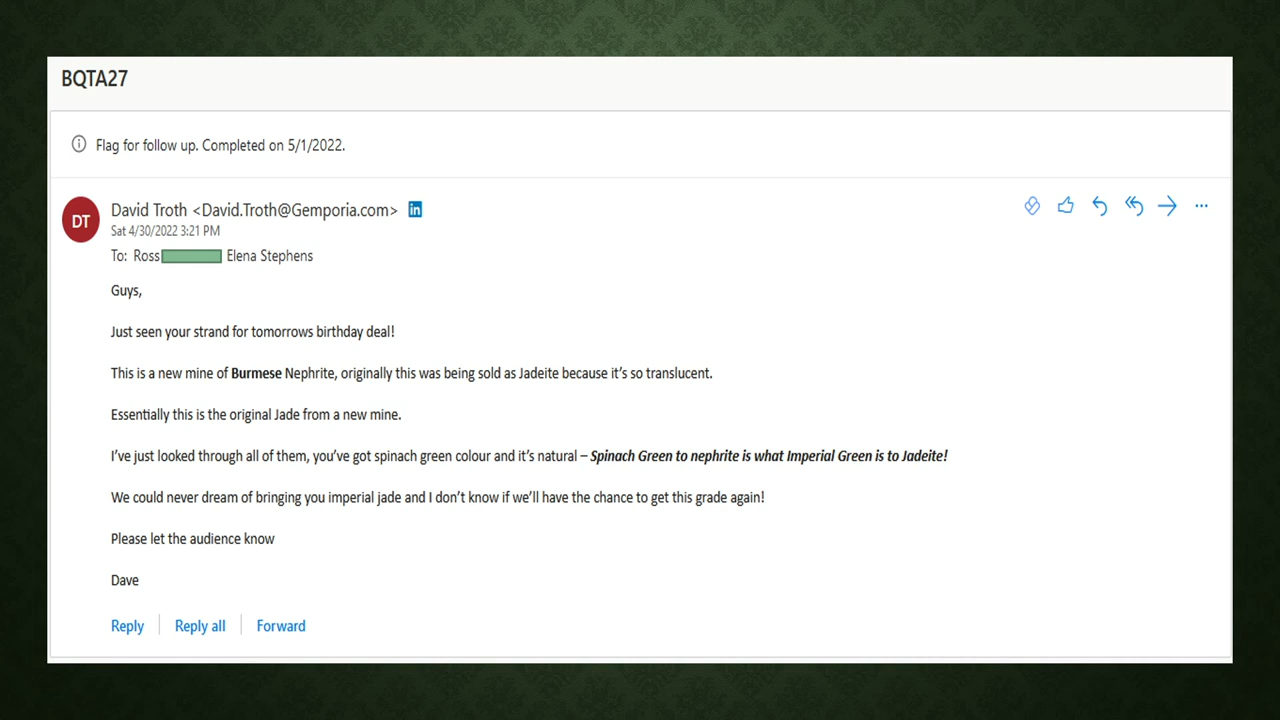 BQTA27
Flag for follow up. Completed on 5/1/2022.
DT
David Troth <David.Troth@Gemporia.com> in
Sat 4/30/2022 3:21 PM
To: Ross Elena Stephens
Guys,
Just seen your strand for tomorrows birthday deal!
This is a new mine of Burmese Nephrite, originally this was being sold as Jadeite because it's so translucent.
Essentially this is the original Jade from a new mine.
I've just looked through all of them, you've got spinach green colour and it's natural – Spinach Green to nephrite is what Imperial Green is to Jadeite!
We could never dream of bringing you imperial jade and I don't know if we'll have the chance to get this grade again!
Please let the audience know
Dave
Reply Reply all Forward